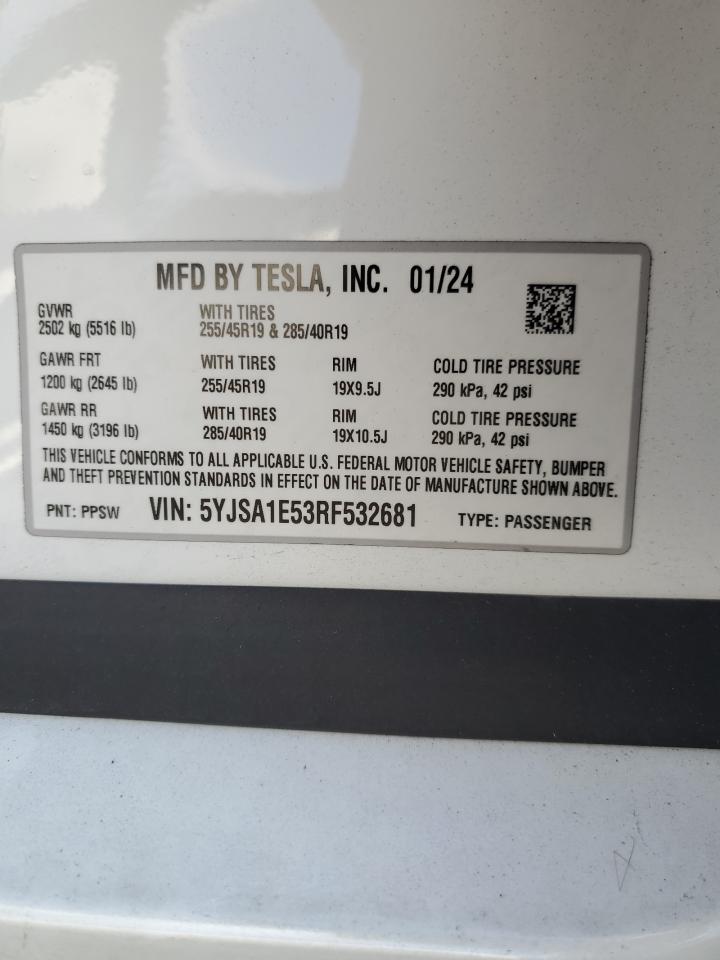 MFD BY TESLA, INC. 01/24
GVWR WITH TIRES
2502 kg (5516 lb) 255/45R19 & 285/40R19
GAWR FRT WITH TIRES RIM COLD TIRE PRESSURE
1200 kg (2645 lb) 255/45R19 19X9.5J 290 kPa, 42 psi
GAWR RR WITH TIRES RIM COLD TIRE PRESSURE
1450 kg (3196 lb) 285/40R19 19X10.5J 290 kPa, 42 psi
THIS VEHICLE CONFORMS TO ALL APPLICABLE U.S. FEDERAL MOTOR VEHICLE SAFETY, BUMPER
AND THEFT PREVENTION STANDARDS IN EFFECT ON THE DATE OF MANUFACTURE SHOWN ABOVE.
PNT: PPSW VIN: 5YJSA1E53RF532681 TYPE: PASSENGER